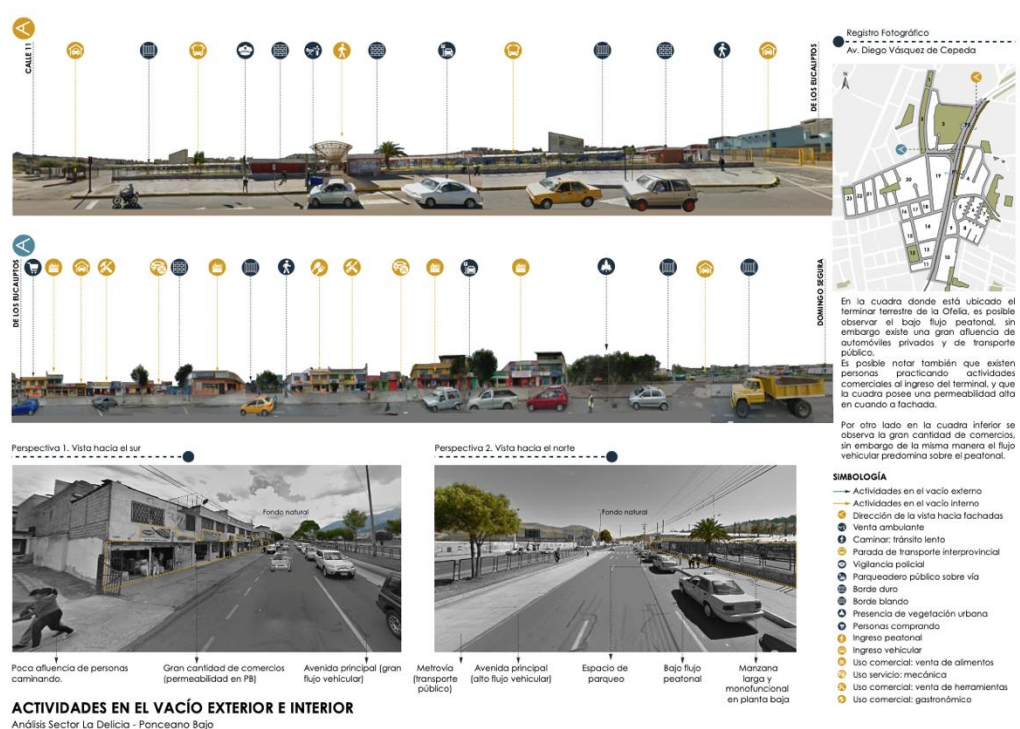 CALLE 11
DE LOS EUCALIPTOS
Registro Fotográfico
Av. Diego Vásquez de Cepeda
N
DE LOS EUCALIPTOS
DOMINGO SEGURA
En la cuadra donde está ubicado el
terminar terrestre de la Ofelia, es posible
observar el bajo flujo peatonal, sin
embargo existe una gran afluencia de
automóviles privados y de transporte
público.
Es posible notar también que existen
personas practicando actividades
comerciales al ingreso del terminal, y que
la cuadra posee una permeabilidad alta
en cuando a fachada.
Por otro lado en la cuadra inferior se
observa la gran cantidad de comercios,
sin embargo de la misma manera el flujo
vehicular predomina sobre el peatonal.
Perspectiva 1. Vista hacia el sur
Fondo natural
Poca afluencia de personas
caminando.
Gran cantidad de comercios
(permeabilidad en PB)
Avenida principal (gran
flujo vehicular)
Perspectiva 2. Vista hacia el norte
Fondo natural
Metrovía
(transporte
público)
Avenida principal
(alto flujo vehicular)
Espacio de
parqueo
Bajo flujo
peatonal
Manzana
larga y
monofuncional
en planta baja
SIMBOLOGÍA
Actividades en el vacío externo
Actividades en el vacío interno
Dirección de la vista hacia fachadas
Venta ambulante
Caminar: tránsito lento
Parada de transporte interprovincial
Vigilancia policial
Parqueadero público sobre vía
Borde duro
Borde blando
Presencia de vegetación urbana
Personas comprando
Ingreso peatonal
Ingreso vehicular
Uso comercial: venta de alimentos
Uso servicio: mecánica
Uso comercial: venta de herramientas
Uso comercial: gastronómico
ACTIVIDADES EN EL VACÍO EXTERIOR E INTERIOR
Análisis Sector La Delicia - Ponceano Bajo